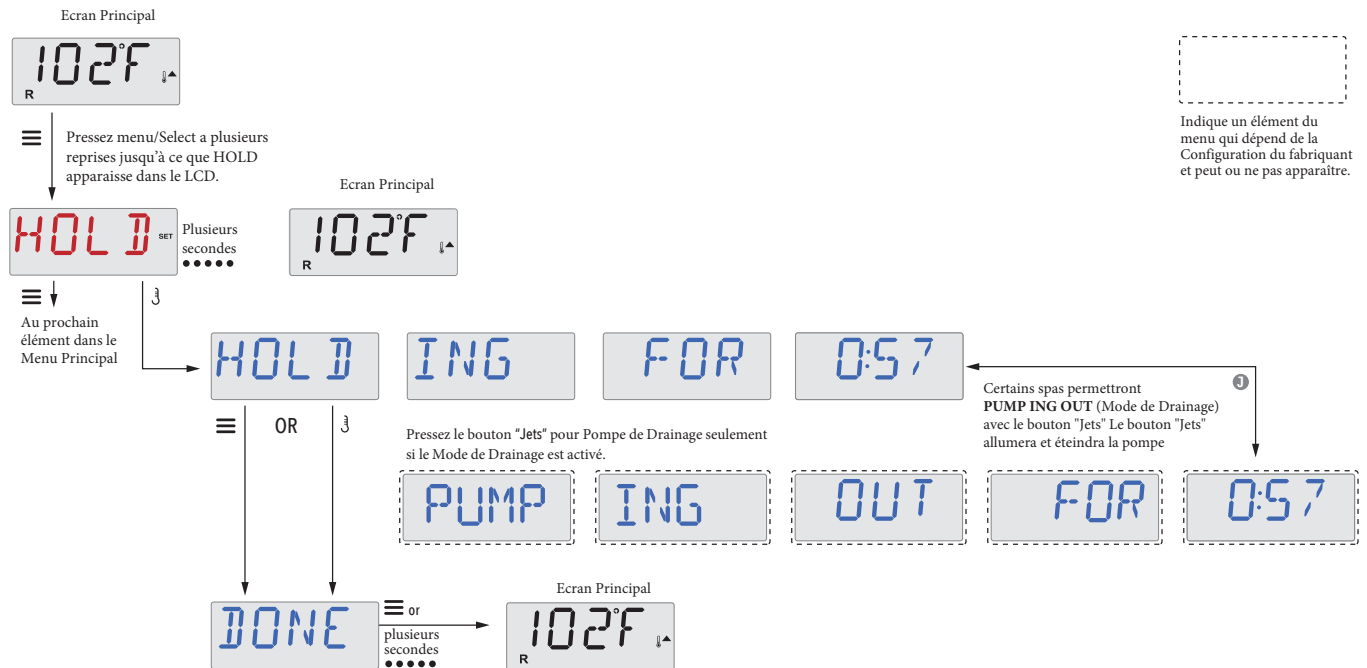 Ecran Principal
102°F
R
Pressez menu/Select a plusieurs
reprises jusqu'à ce que HOLD
apparaisse dans le LCD.
Indique un élément du
menu qui dépend de la
Configuration du fabriquant
et peut ou ne pas apparaître.
HOLD SET
Plusieurs
secondes
Ecran Principal
102°F
R
Au prochain
élément dans le
Menu Principal
HOLD
ING
FOR
0:57
OR
Certains spas permettront
PUMP ING OUT (Mode de Drainage)
avec le bouton "Jets" Le bouton "Jets"
allumera et éteindra la pompe
J
Pressez le bouton "Jets" pour Pompe de Drainage seulement
si le Mode de Drainage est activé.
PUMP
ING
OUT
FOR
0:57
DONE
or
plusieurs
secondes
Ecran Principal
102°F
R